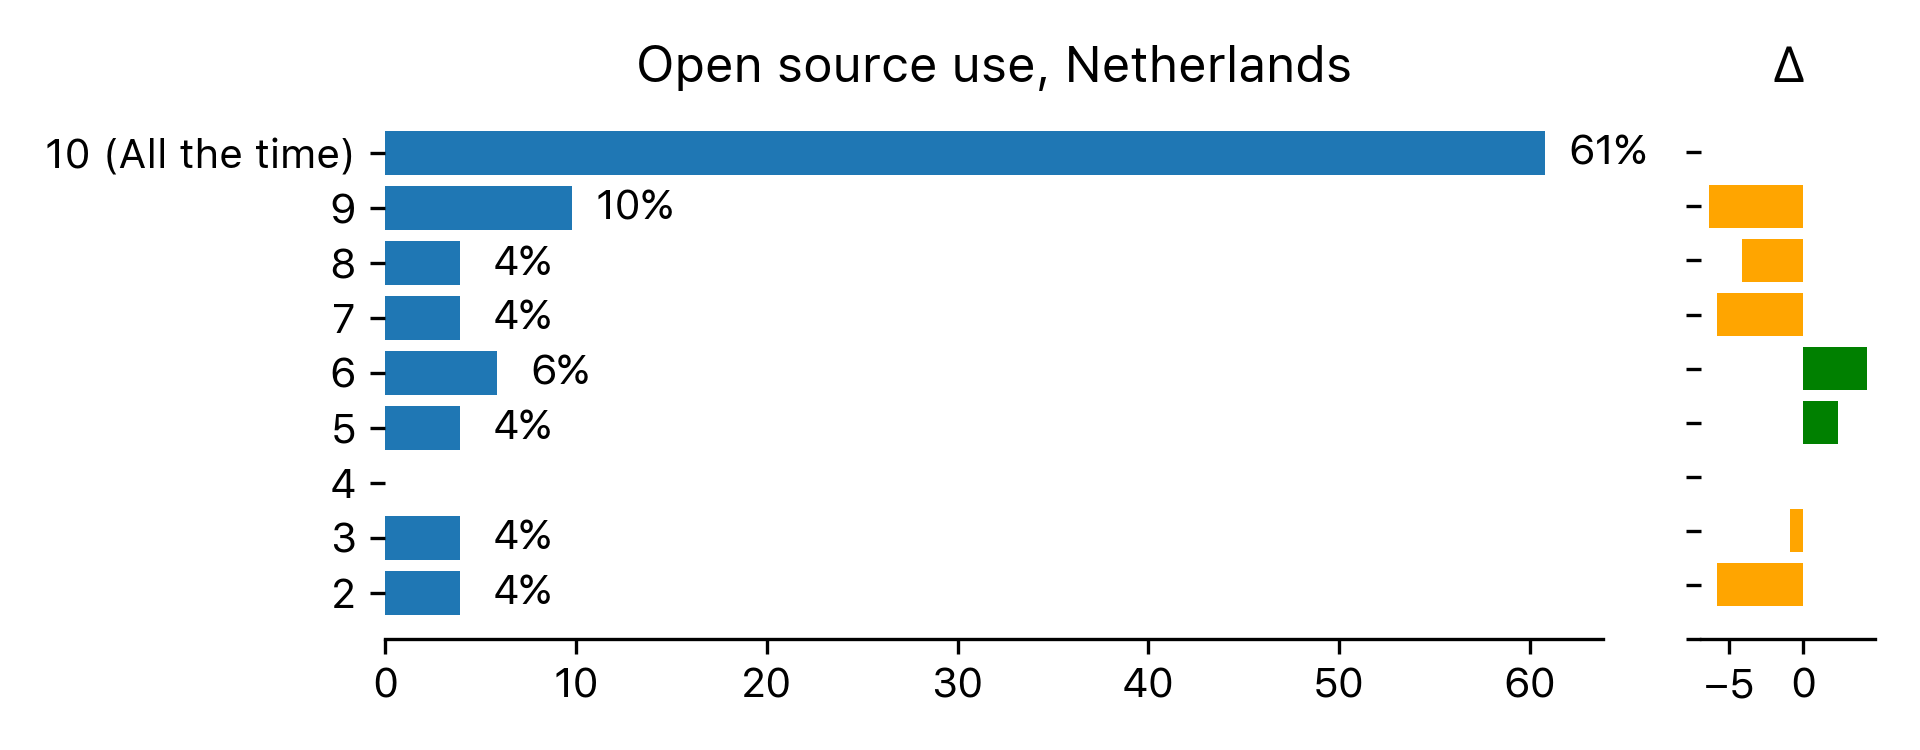 Open source use, Netherlands
Δ
10 (All the time) 61%
9 10%
8 4%
7 4%
6 6%
5 4%
4
3 4%
2 4%
0 10 20 30 40 50 60
−5 0